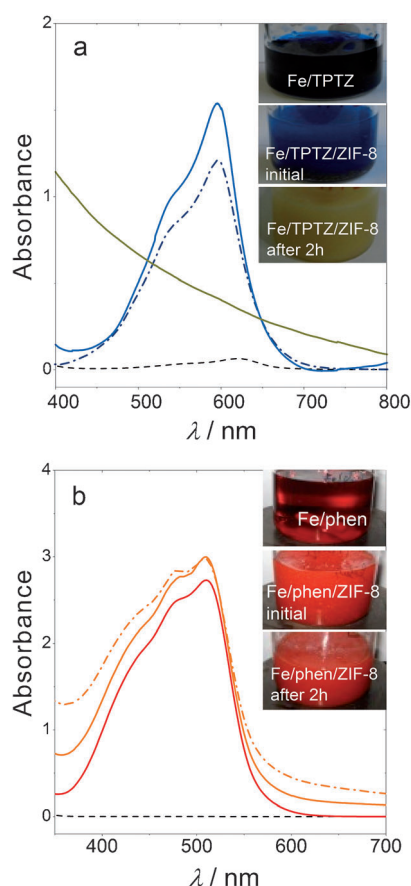 a
2
1
0
Absorbance
Fe/TPTZ
Fe/TPTZ/ZIF-8
initial
Fe/TPTZ/ZIF-8
after 2h
400 500 600 700 800
λ / nm
b
4
3
2
1
0
Absorbance
Fe/phen
Fe/phen/ZIF-8
initial
Fe/phen/ZIF-8
after 2h
400 500 600 700
λ / nm